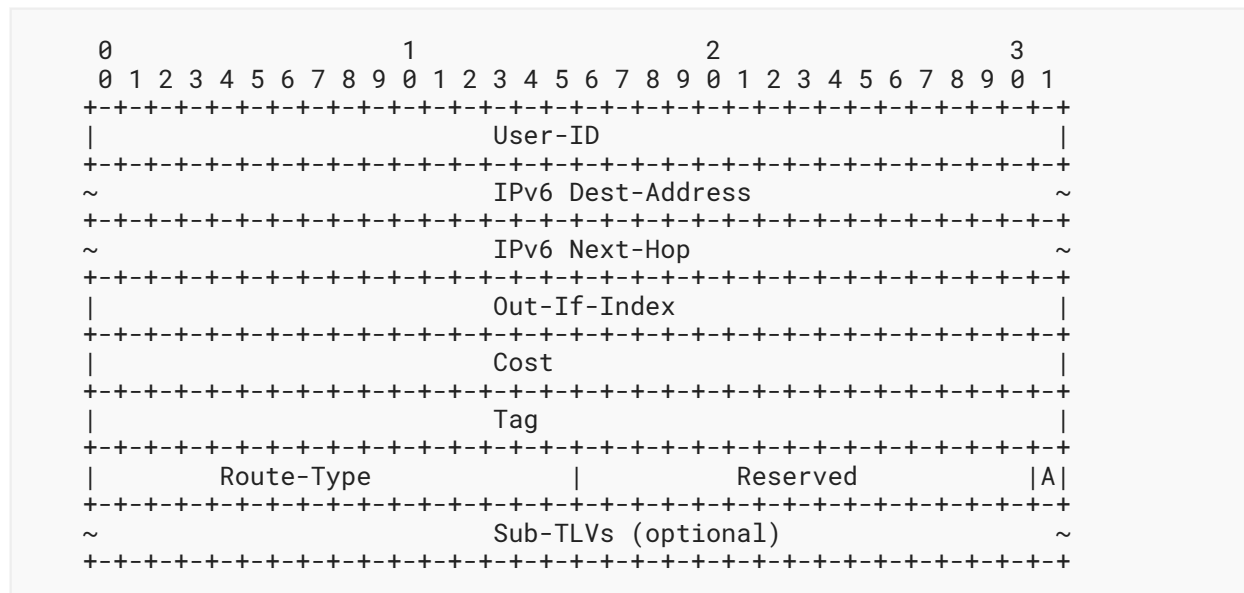 0                   1                   2                   3
 0 1 2 3 4 5 6 7 8 9 0 1 2 3 4 5 6 7 8 9 0 1 2 3 4 5 6 7 8 9 0 1
+-+-+-+-+-+-+-+-+-+-+-+-+-+-+-+-+-+-+-+-+-+-+-+-+-+-+-+-+-+-+-+-+
|                          User-ID                              |
+-+-+-+-+-+-+-+-+-+-+-+-+-+-+-+-+-+-+-+-+-+-+-+-+-+-+-+-+-+-+-+-+
~                          IPv6 Dest-Address                    ~
+-+-+-+-+-+-+-+-+-+-+-+-+-+-+-+-+-+-+-+-+-+-+-+-+-+-+-+-+-+-+-+-+
~                          IPv6 Next-Hop                        ~
+-+-+-+-+-+-+-+-+-+-+-+-+-+-+-+-+-+-+-+-+-+-+-+-+-+-+-+-+-+-+-+-+
|                          Out-If-Index                         |
+-+-+-+-+-+-+-+-+-+-+-+-+-+-+-+-+-+-+-+-+-+-+-+-+-+-+-+-+-+-+-+-+
|                          Cost                                 |
+-+-+-+-+-+-+-+-+-+-+-+-+-+-+-+-+-+-+-+-+-+-+-+-+-+-+-+-+-+-+-+-+
|                          Tag                                  |
+-+-+-+-+-+-+-+-+-+-+-+-+-+-+-+-+-+-+-+-+-+-+-+-+-+-+-+-+-+-+-+-+
|        Route-Type             |          Reserved           |A|
+-+-+-+-+-+-+-+-+-+-+-+-+-+-+-+-+-+-+-+-+-+-+-+-+-+-+-+-+-+-+-+-+
~                          Sub-TLVs (optional)                  ~
+-+-+-+-+-+-+-+-+-+-+-+-+-+-+-+-+-+-+-+-+-+-+-+-+-+-+-+-+-+-+-+-+